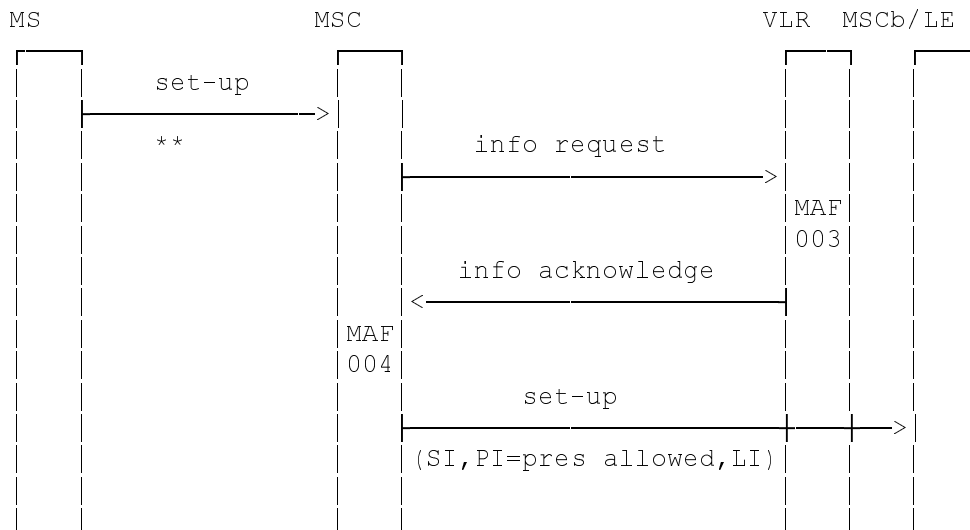 MS MSC VLR MSCb/LE
set-up
**
info request
MAF
003
info acknowledge
MAF
004
set-up
(SI,PI=pres allowed,LI)